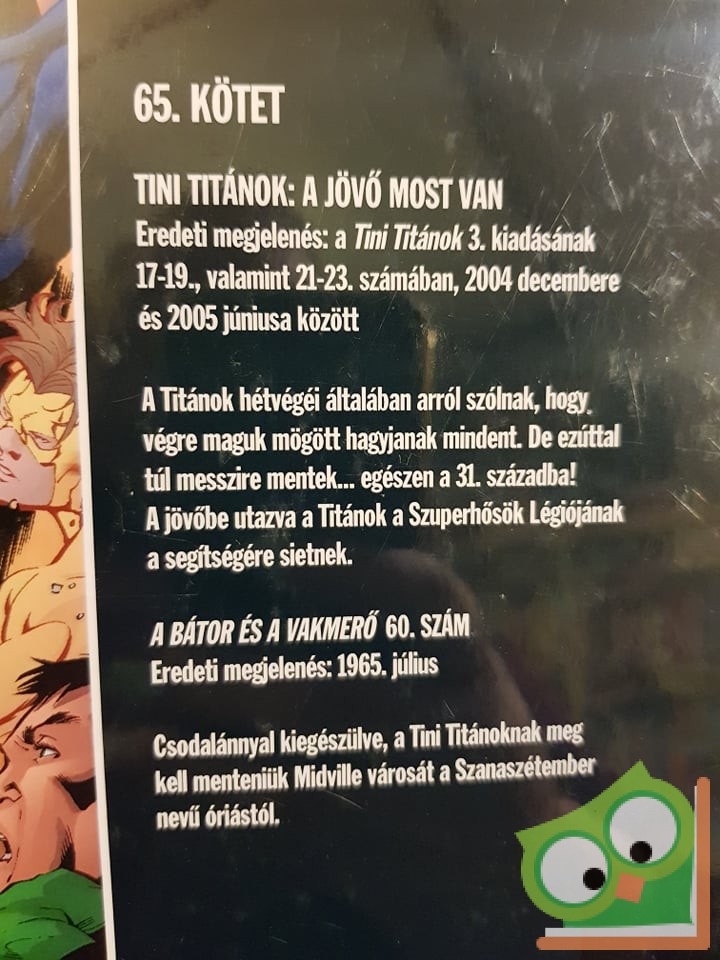 65. KÖTET
TINI TITÁNOK: A JÖVŐ MOST VAN
Eredeti megjelenés: a Tini Titánok 3. kiadásának
17-19., valamint 21-23. számában, 2004 decembere
és 2005 júniusa között
A Titánok hétvégéi általában arról szólnak, hogy
végre maguk mögött hagyjanak mindent. De ezúttal
túl messzire mentek... egészen a 31. századba!
A jövőbe utazva a Titánok a Szuperhősök Légiójának
a segítségére sietnek.
A BÁTOR ÉS A VAKMERŐ 60. SZÁM
Eredeti megjelenés: 1965. július
Csodalánnyal kiegészülve, a Tini Titánoknak meg
kell menteniük Midville városát a Szanaszétember
nevű óriástól.